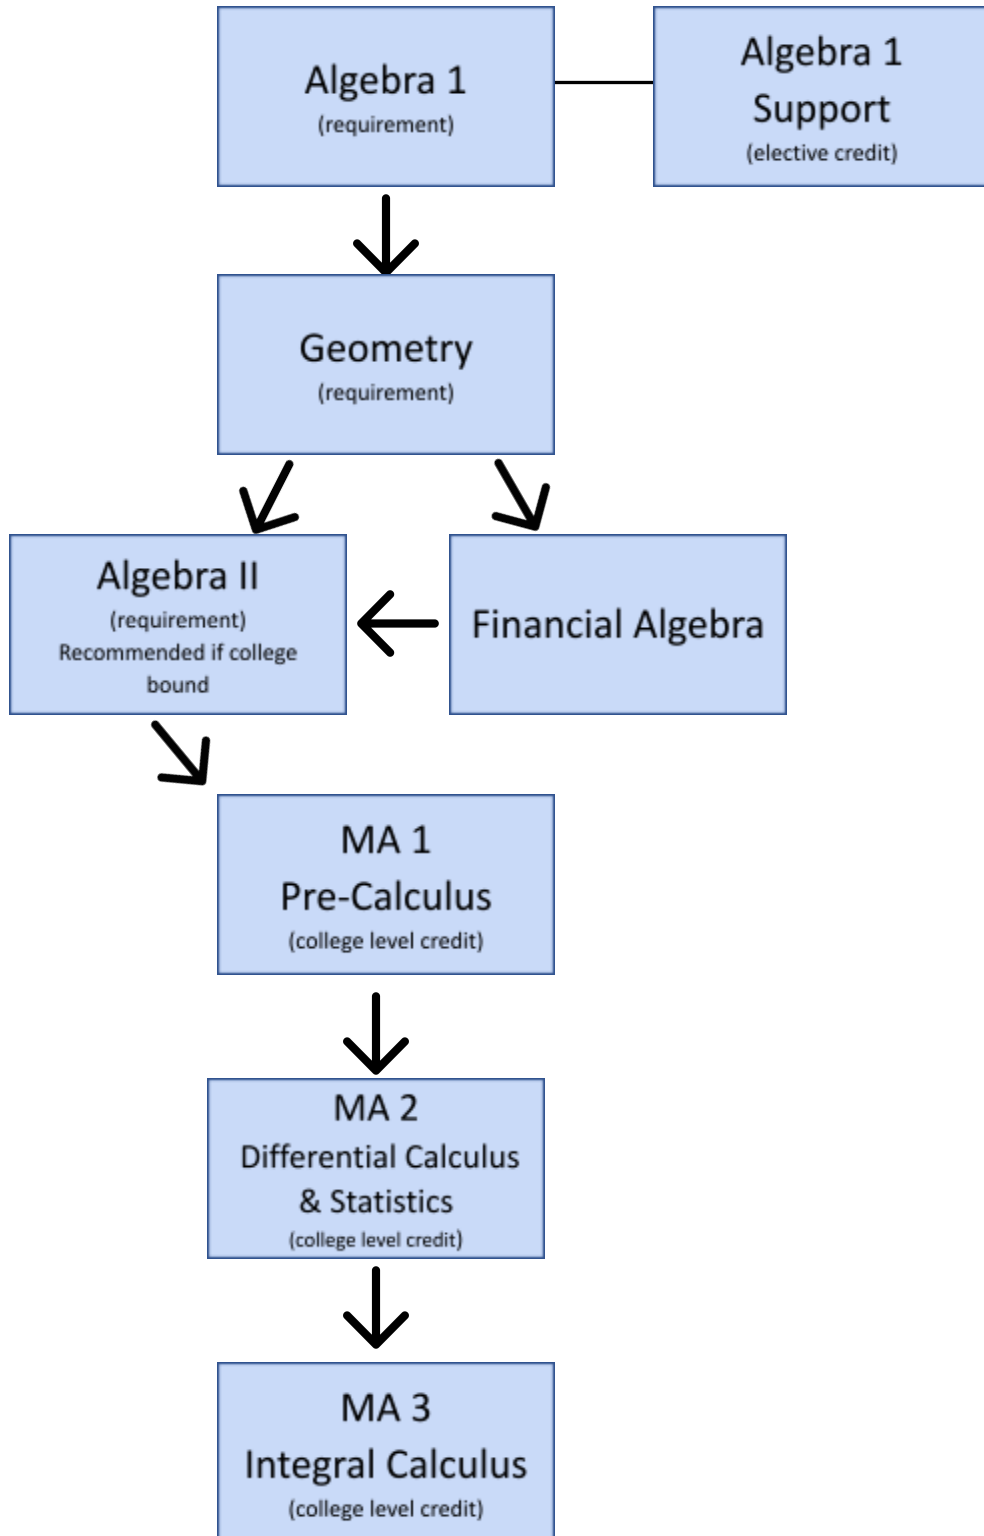 Algebra 1
(requirement)
Algebra 1
Support
(elective credit)
Geometry
(requirement)
Algebra II
(requirement)
Recommended if college
bound
Financial Algebra
MA 1
Pre-Calculus
(college level credit)
MA 2
Differential Calculus
& Statistics
(college level credit)
MA 3
Integral Calculus
(college level credit)